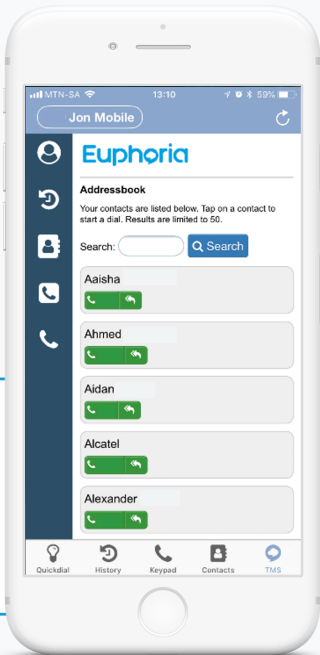 MTN-SA 13:10 59%
Jon Mobile
Euphoria
Addressbook
Your contacts are listed below. Tap on a contact to
start a dial. Results are limited to 50.
Search: Search
Aaisha
Ahmed
Aidan
Alcatel
Alexander
Quickdial History Keypad Contacts TMS